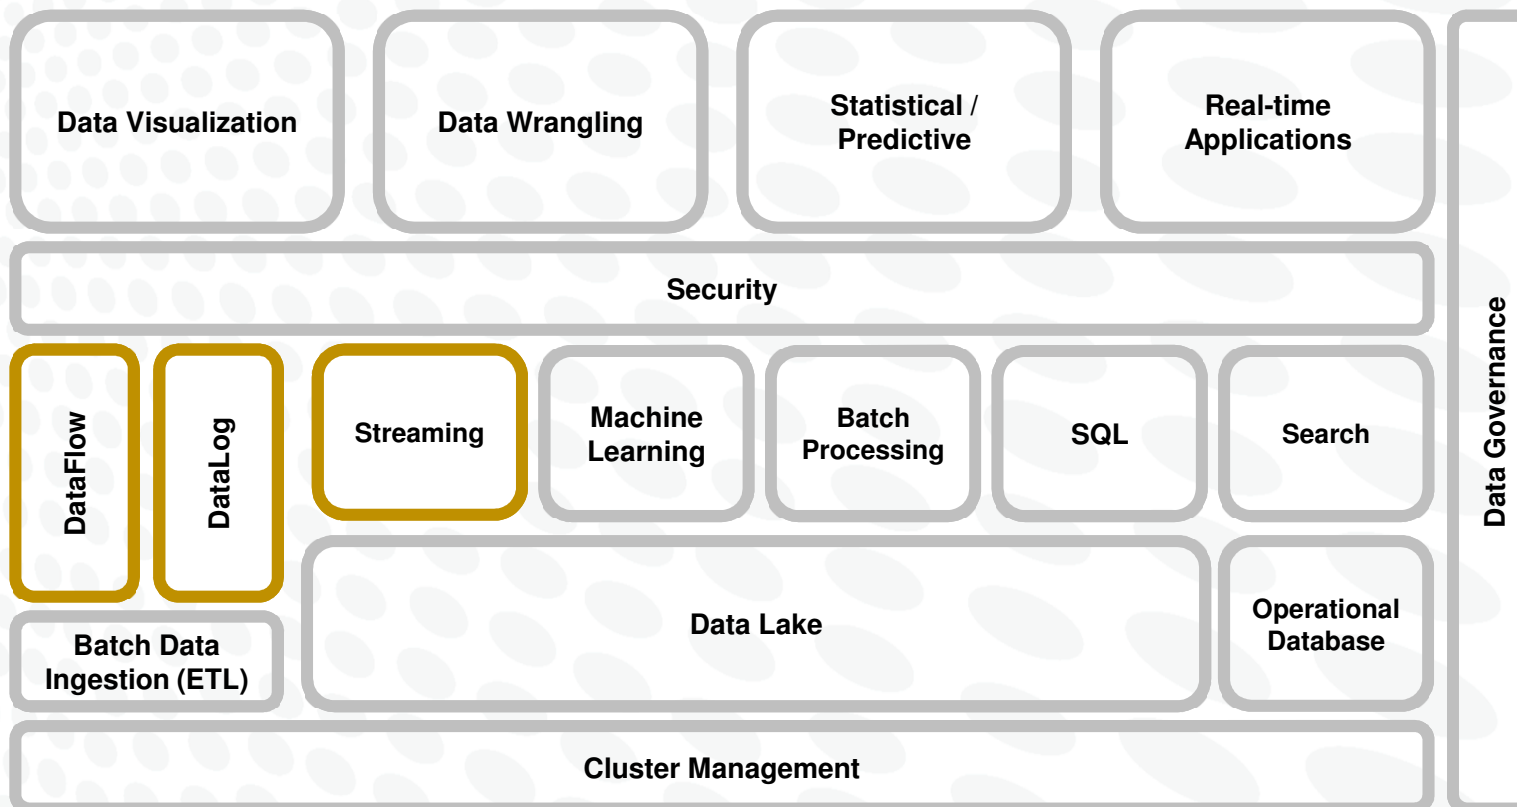 Data Visualization
Data Wrangling
Statistical /
Predictive
Real-time
Applications
Security
DataFlow
DataLog
Streaming
Machine
Learning
Batch
Processing
SQL
Search
Data Governance
Batch Data
Ingestion (ETL)
Data Lake
Operational
Database
Cluster Management